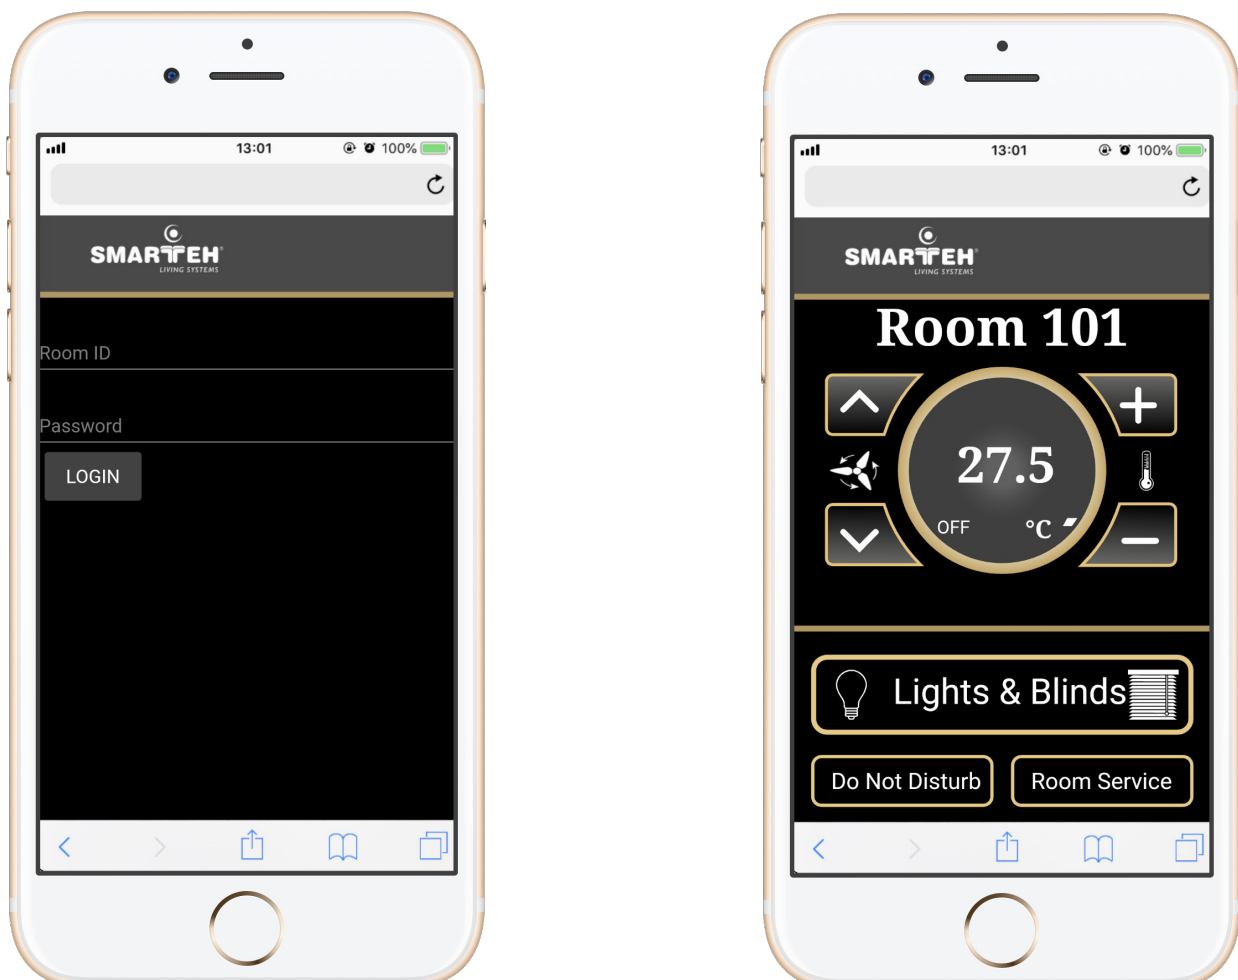 13:01
100%
SMARTEH®
LIVING SYSTEMS
Room ID
Password
LOGIN
13:01
100%
SMARTEH®
LIVING SYSTEMS
Room 101
27.5
OFF
°C
Lights & Blinds
Do Not Disturb
Room Service